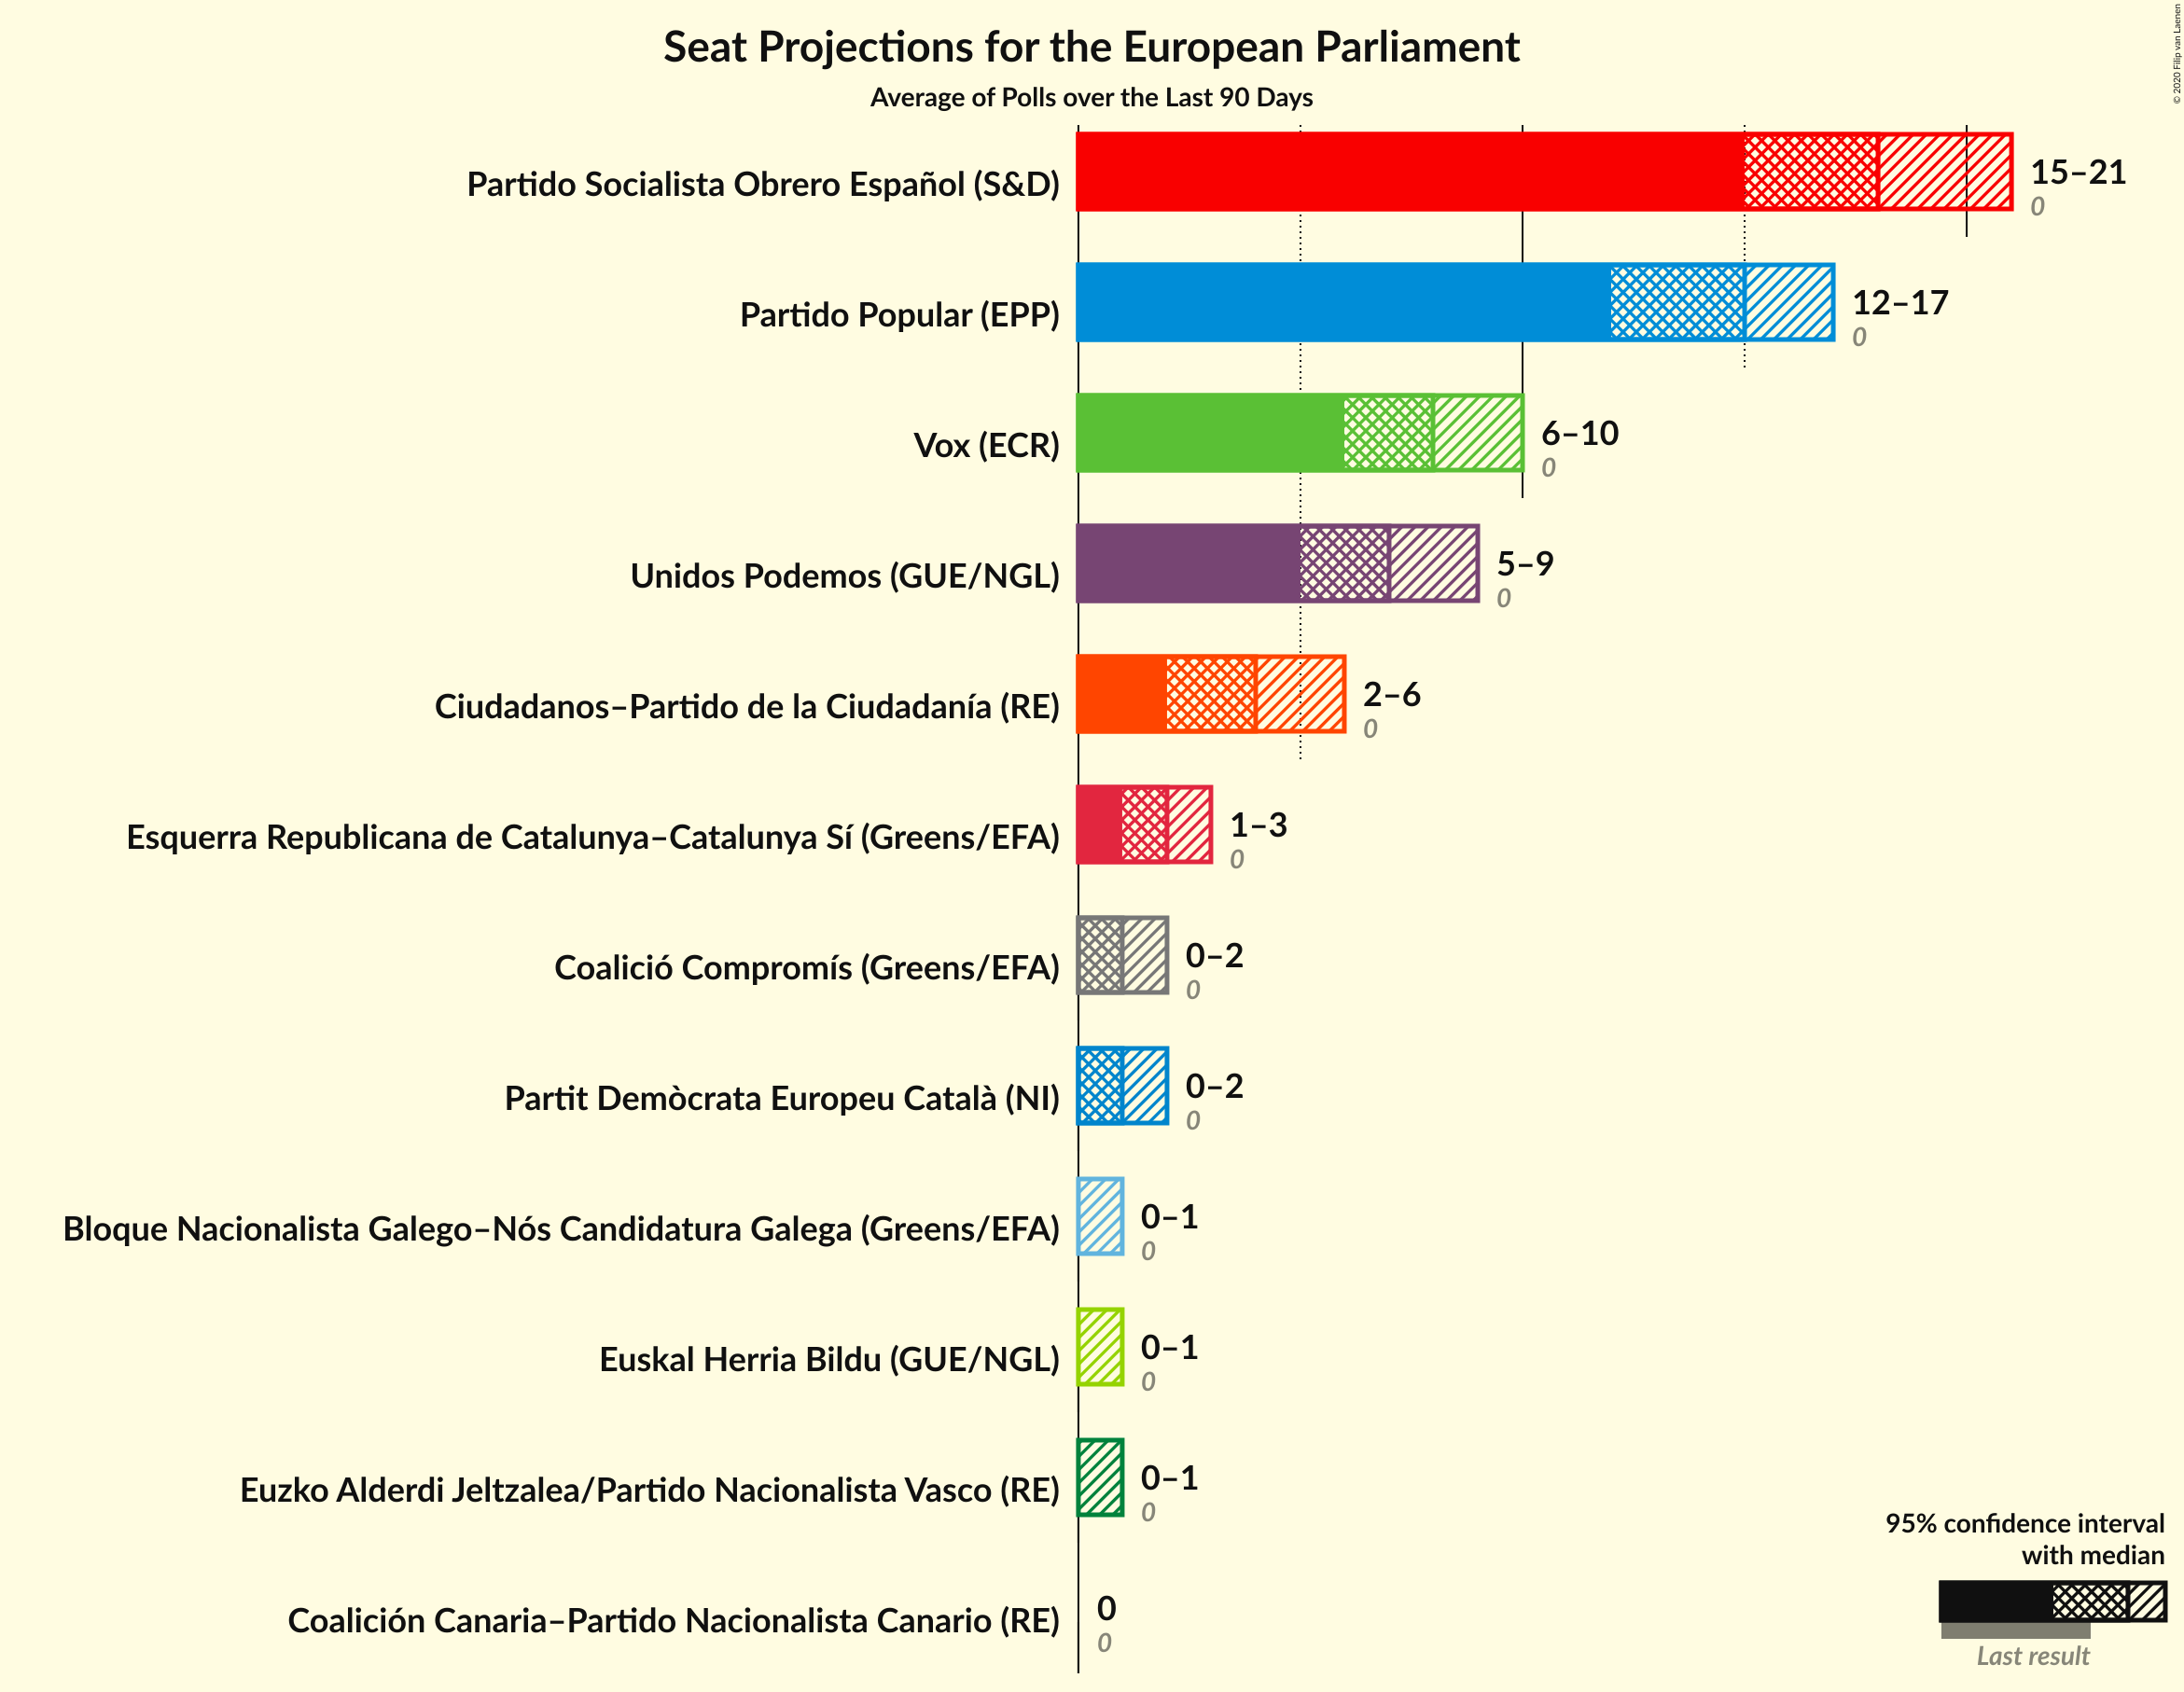 © 2020 Filip van Laenen
Seat Projections for the European Parliament
Average of Polls over the Last 90 Days
Partido Socialista Obrero Español (S&D)
15–21
0
Partido Popular (EPP)
12–17
0
Vox (ECR)
6–10
0
Unidos Podemos (GUE/NGL)
5–9
0
Ciudadanos–Partido de la Ciudadanía (RE)
2–6
0
Esquerra Republicana de Catalunya–Catalunya Sí (Greens/EFA)
1–3
0
Coalició Compromís (Greens/EFA)
0–2
0
Partit Demòcrata Europeu Català (NI)
0–2
0
Bloque Nacionalista Galego–Nós Candidatura Galega (Greens/EFA)
0–1
0
Euskal Herria Bildu (GUE/NGL)
0–1
0
Euzko Alderdi Jeltzalea/Partido Nacionalista Vasco (RE)
0–1
0
Coalición Canaria–Partido Nacionalista Canario (RE)
0
0
95% confidence interval
with median
Last result